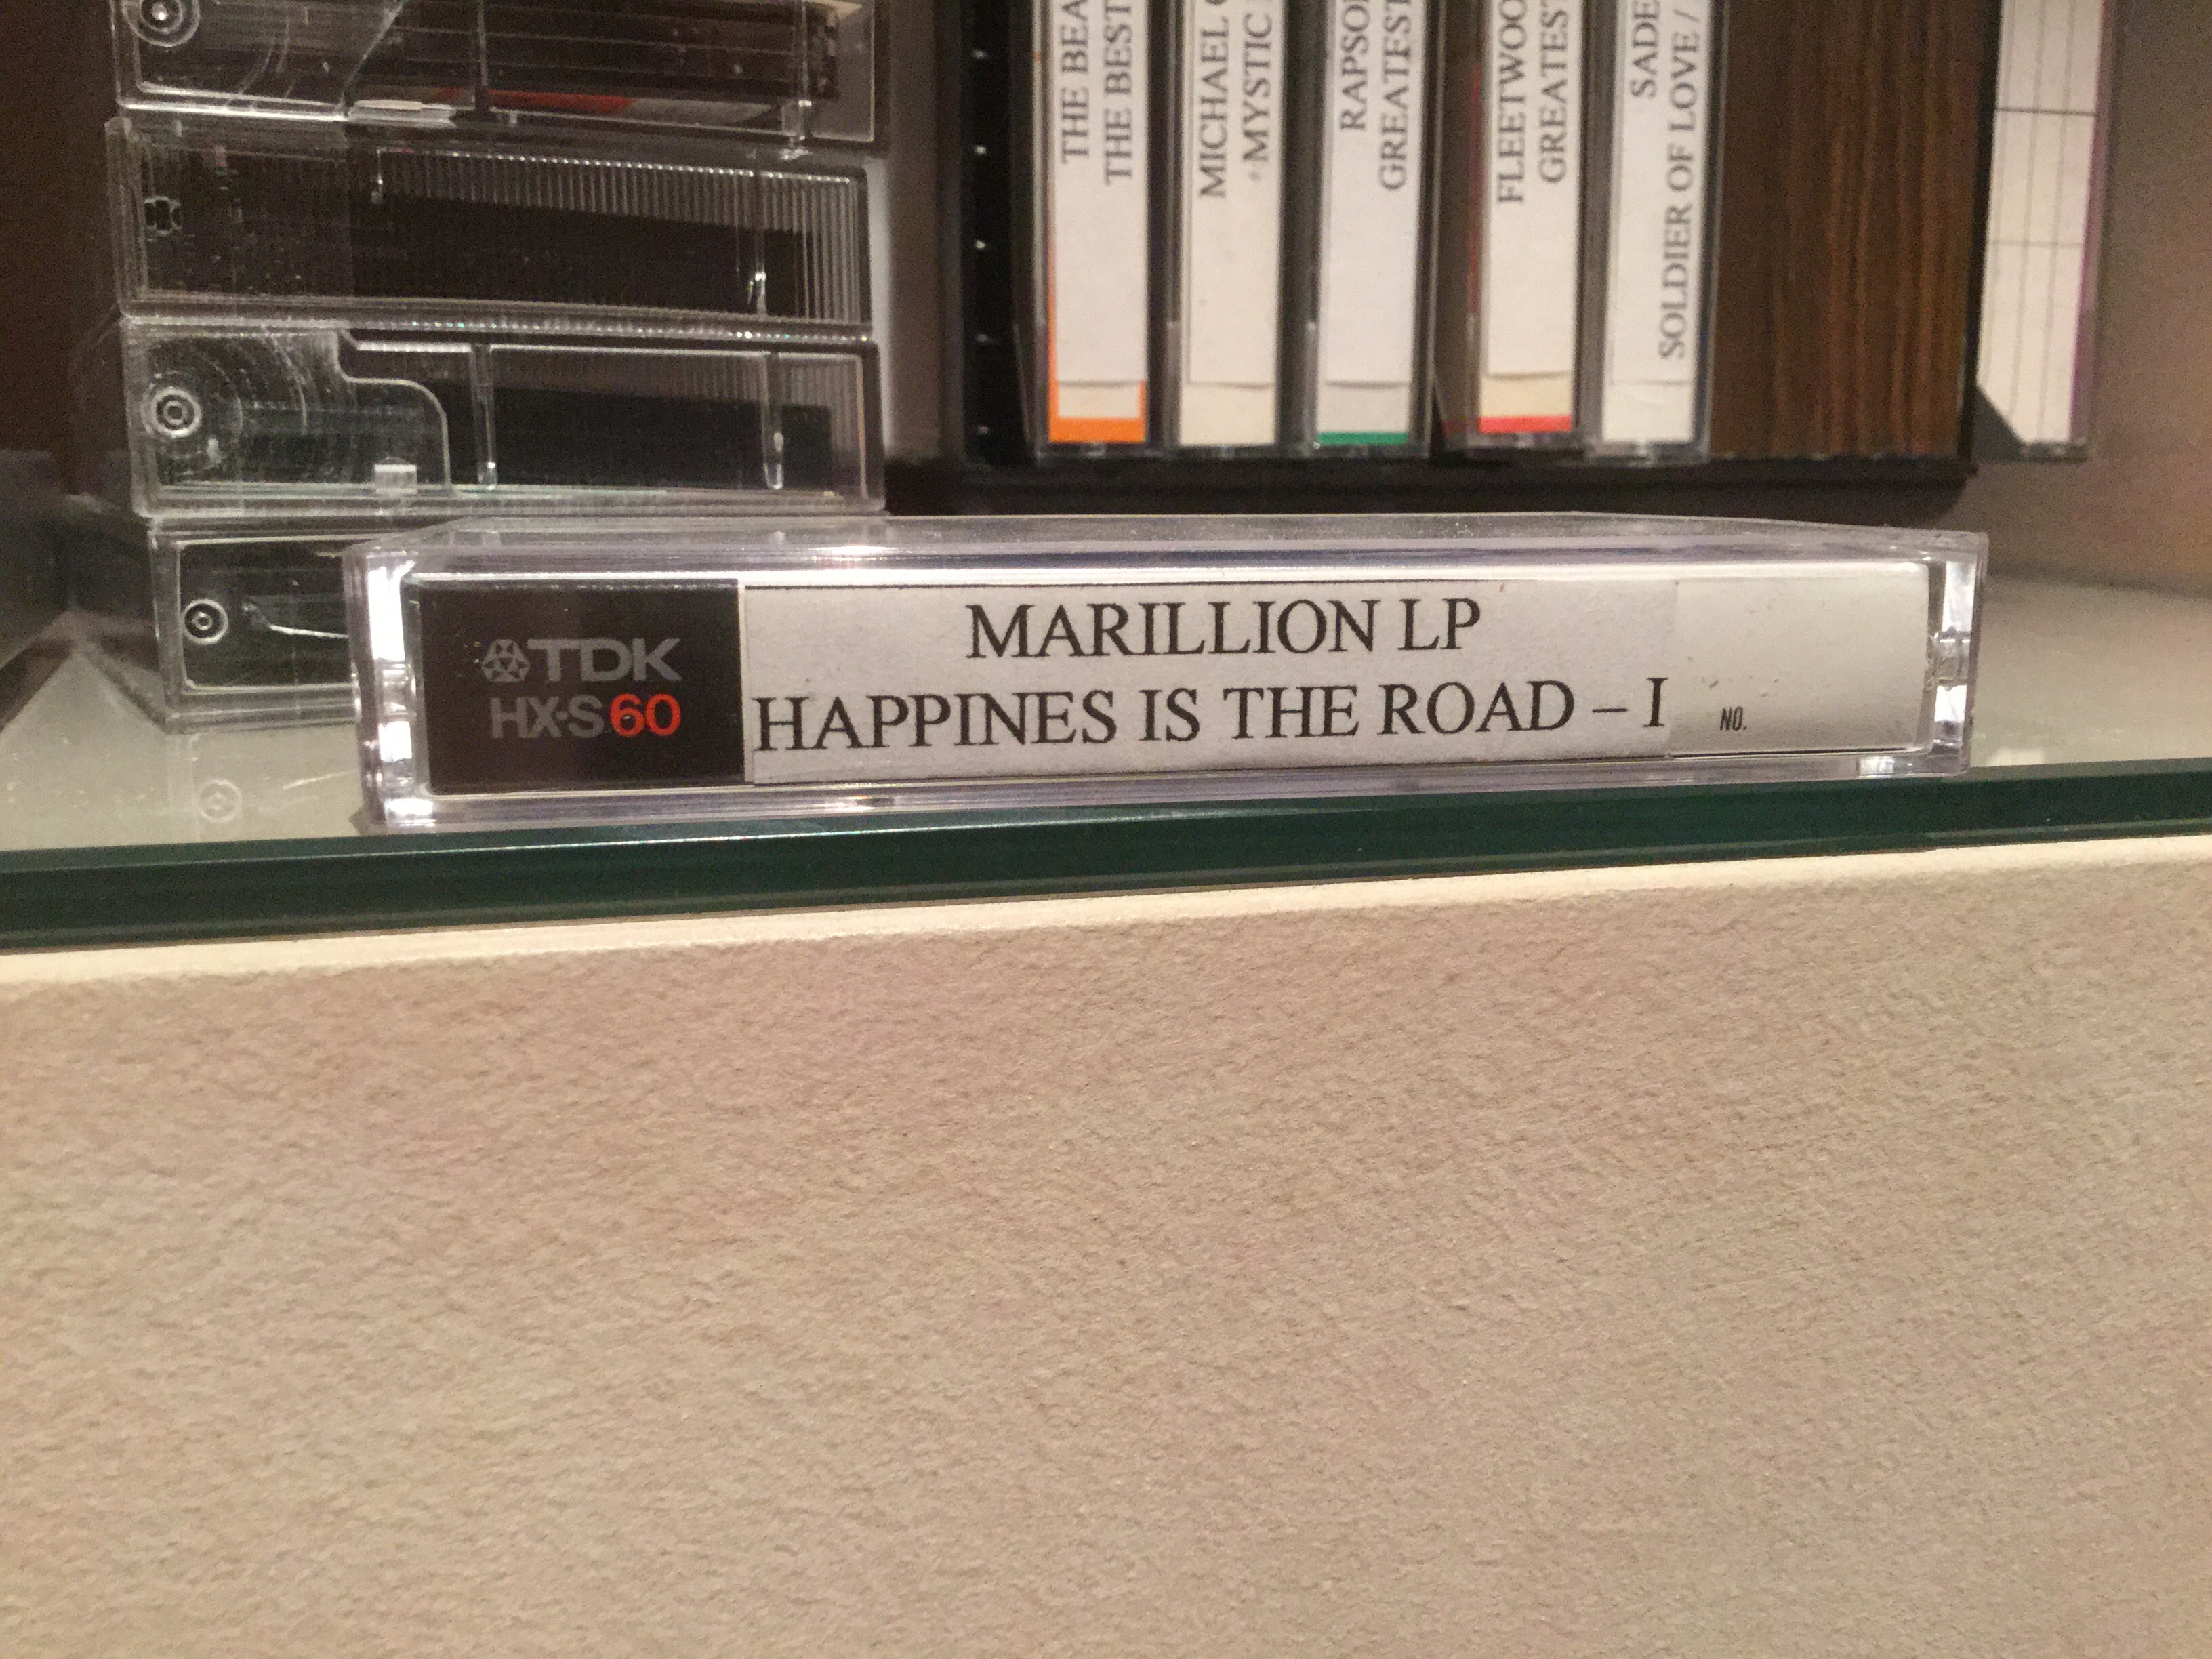 THE BEA
THE BEST
MICHAEL
MYSTIC
RAPSO
GREATEST
FLEETWOO
GREATEST
SADE
SOLDIER OF LOVE /
TDK
HX-S60
MARILLION LP
HAPPINES IS THE ROAD – I
NO.